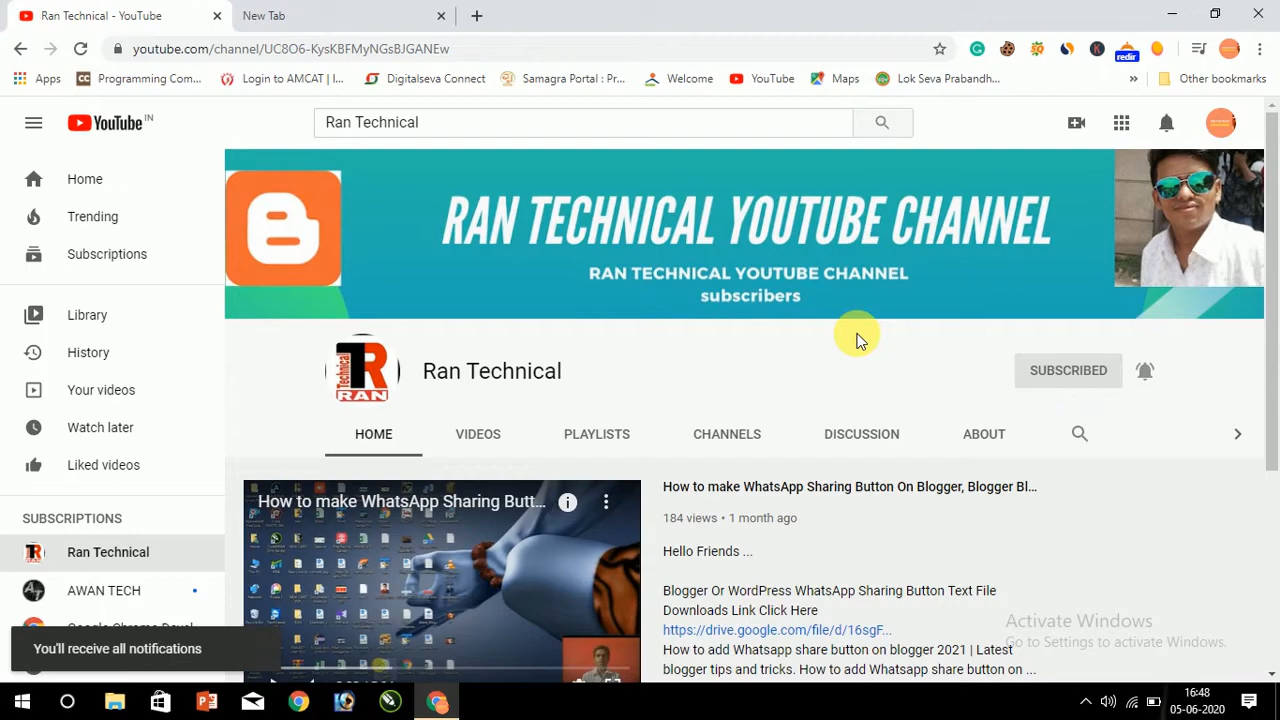 Ran Technical - YouTube
New Tab
youtube.com/channel/UC8O6-KysKBFMyNGsBJGANEw
redir
Apps
Programming Com...
Login to AMCAT | I...
Digitalseva Connect
Samagra Portal : Pr...
Welcome
YouTube
Maps
Lok Seva Prabandh...
Other bookmarks
YouTube IN
Ran Technical
Home
Trending
Subscriptions
Library
History
Your videos
Watch later
Liked videos
SUBSCRIPTIONS
Ran Technical
AWAN TECH
You'll receive all notifications
RAN TECHNICAL YOUTUBE CHANNEL
RAN TECHNICAL YOUTUBE CHANNEL
subscribers
Technical
TR
RAN
Ran Technical
SUBSCRIBED
HOME
VIDEOS
PLAYLISTS
CHANNELS
DISCUSSION
ABOUT
How to make WhatsApp Sharing Butt...
How to make WhatsApp Sharing Button On Blogger, Blogger Bl...
184 views • 1 month ago
Hello Friends ...
Blogger Or WordPress WhatsApp Sharing Button Text File
Downloads Link Click Here
https://drive.google.com/file/d/16sgF...
How to add Whatsapp share button on blogger 2021 | Latest
blogger tips and tricks. How to add Whatsapp share button on ...
Activate Windows
Go to Settings to activate Windows.
16:48
05-06-2020